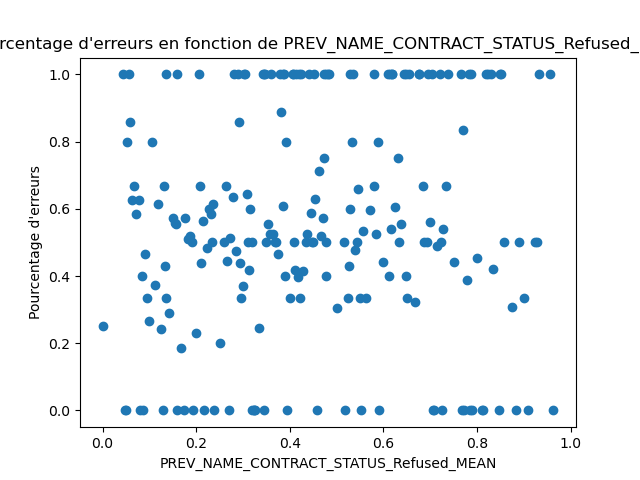 rcentage d'erreurs en fonction de PREV_NAME_CONTRACT_STATUS_Refused_
1.0
0.8
0.6
0.4
0.2
0.0
Pourcentage d'erreurs
0.0 0.2 0.4 0.6 0.8 1.0
PREV_NAME_CONTRACT_STATUS_Refused_MEAN